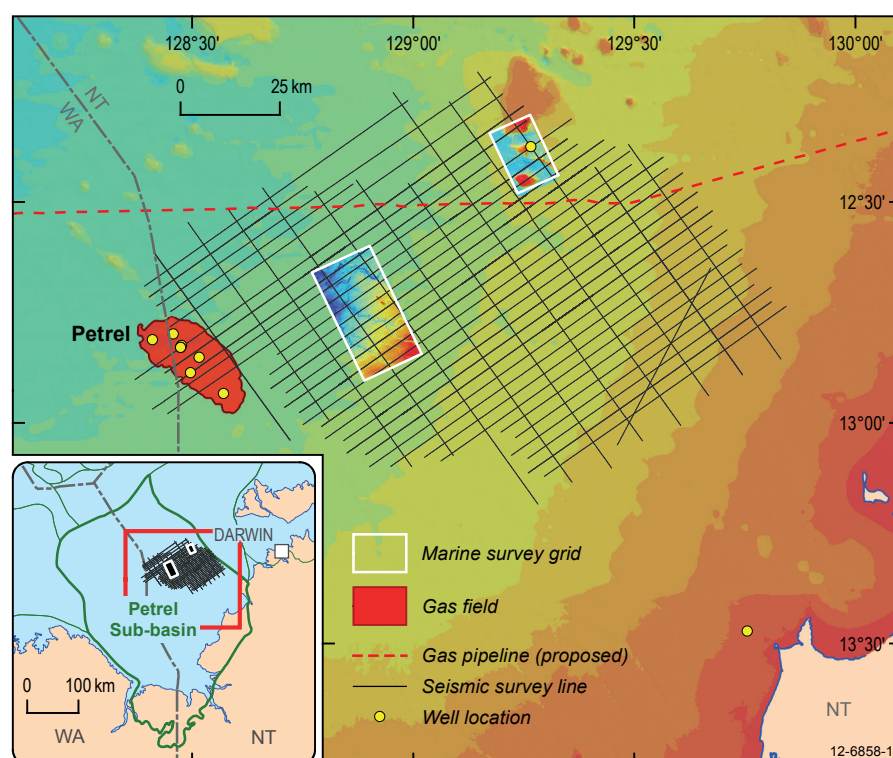 128°30'
129°00'
129°30'
130°00'
0
25 km
NT
WA
12°30'
Petrel
13°00'
DARWIN
Petrel
Sub-basin
0
100 km
WA
NT
Marine survey grid
Gas field
Gas pipeline (proposed)
Seismic survey line
Well location
13°30'
NT
12-6858-1